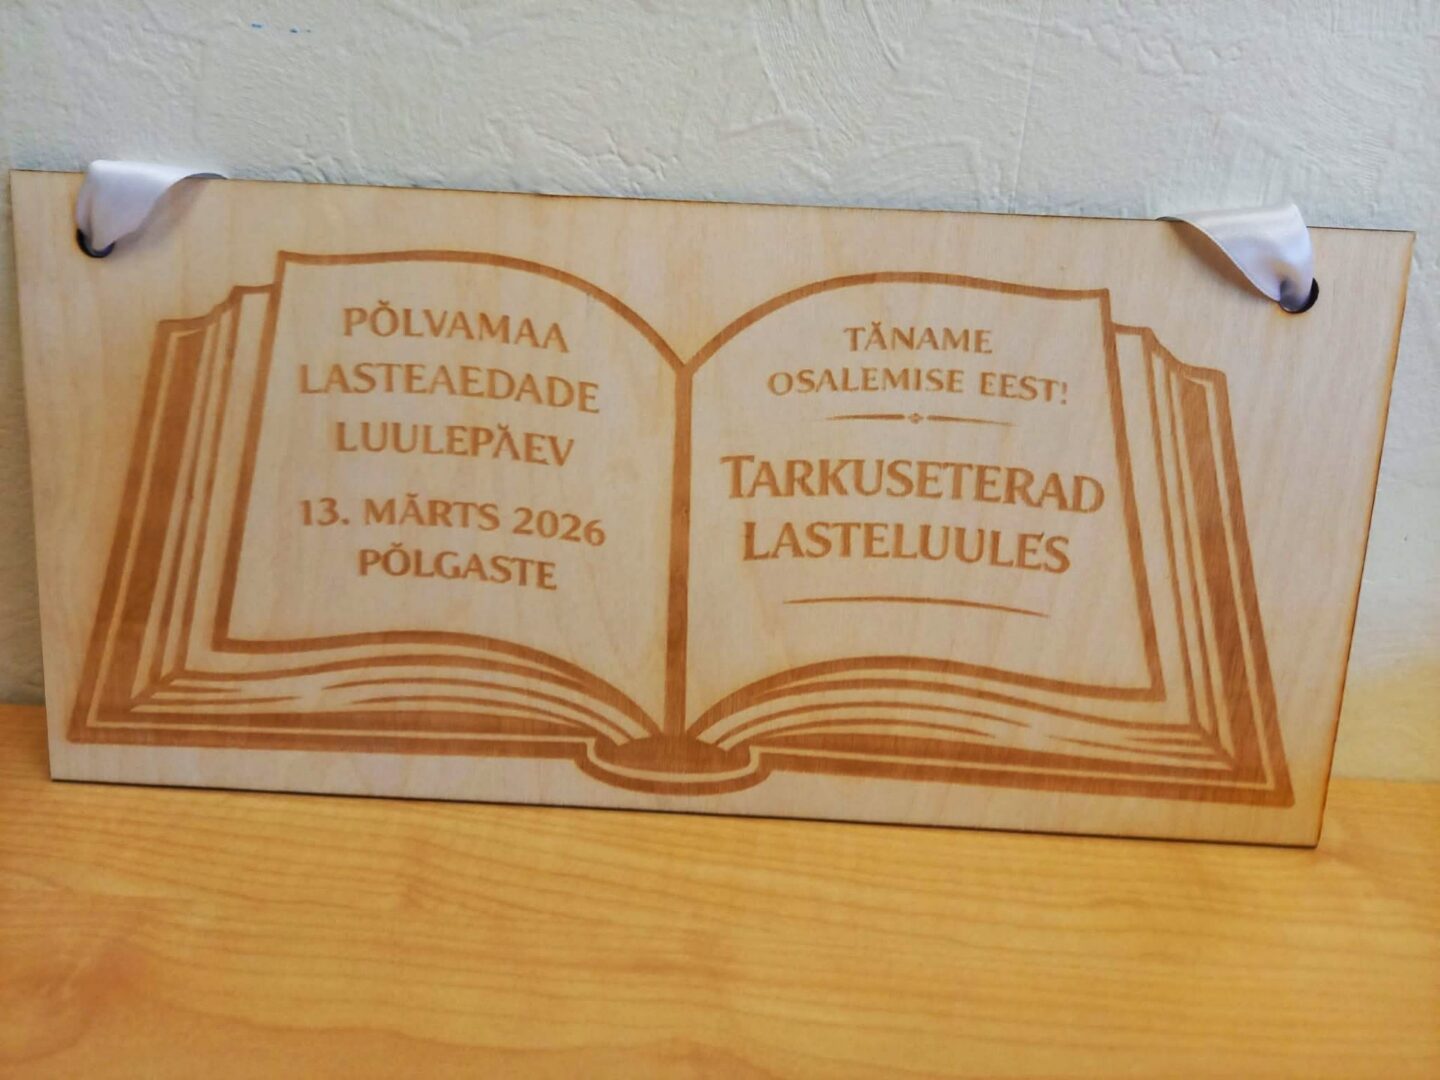 PÕLVAMAA
LASTEAEDADE
LUULEPÄEV
13. MÄRTS 2026
PÕLGASTE
TÄNAME
OSALEMISE EEST!
TARKUSETERAD
LASTELUULES